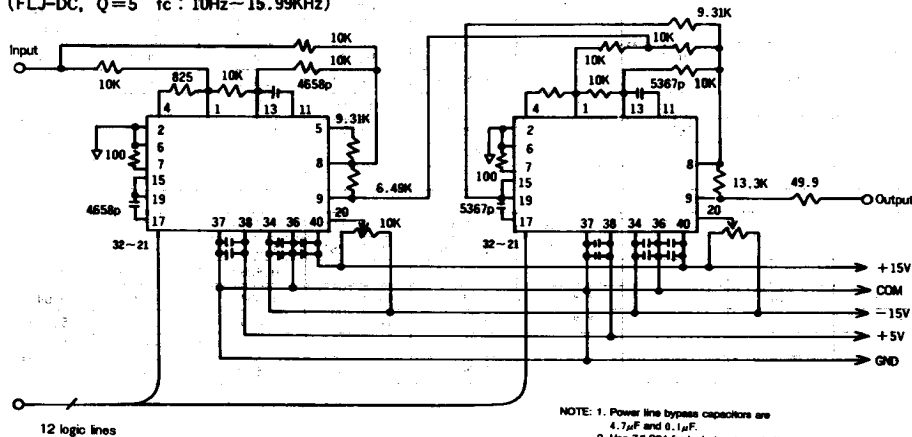 (FLJ-DC, Q=5 fc : 10Hz~15.99KHz)
Input
10K
10K
10K
825
10K
4658p
4
1
13
11
2
6
7
15
19
17
100
4658p
5
8
9
20
9.31K
6.49K
10K
37
38
34
36
40
32~21
9.31K
10K
10K
10K
10K
5367p
4
1
13
11
2
6
7
15
19
17
100
5367p
8
9
20
13.3K
49.9
Output
37
38
34
36
40
32~21
+15V
COM
-15V
+5V
GND
12 logic lines
NOTE: 1. Power line bypass capacitors are
4.7μF and 0.1μF.